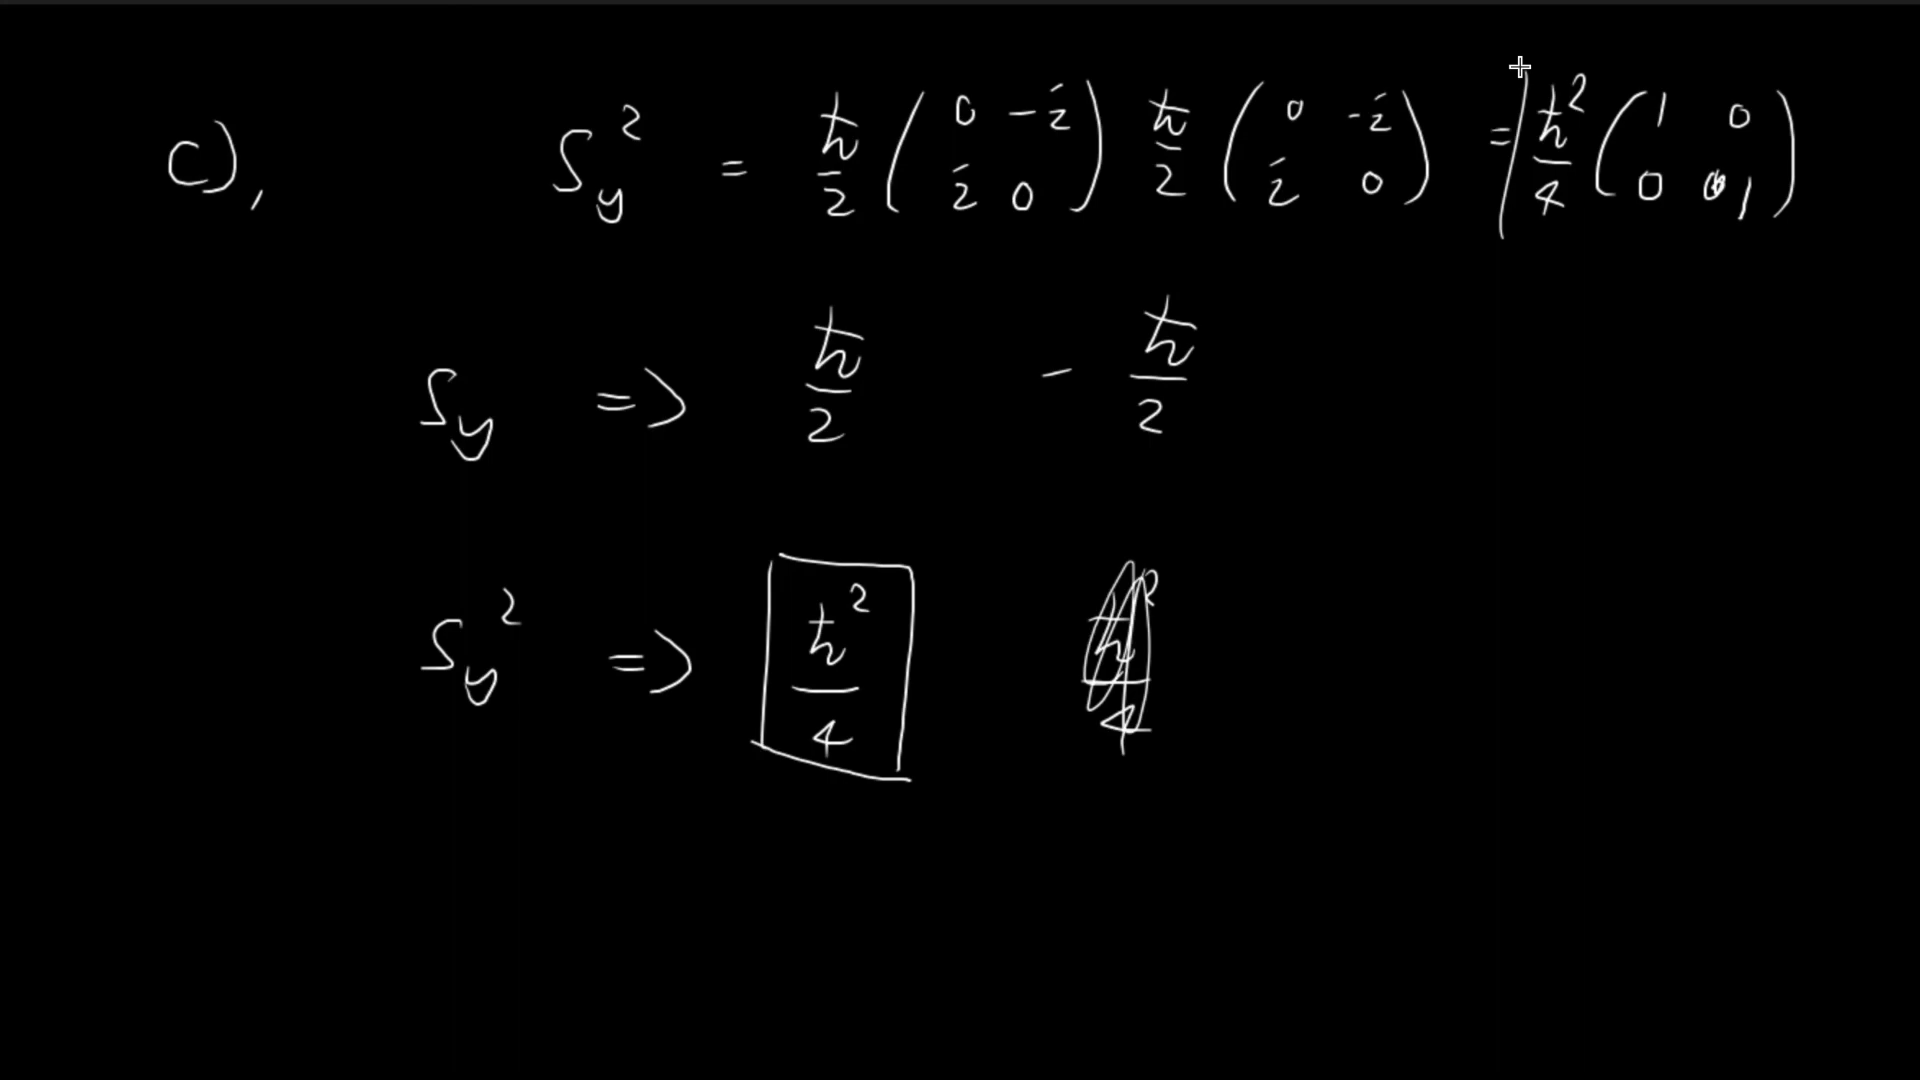 c), S_y^2 = ħ/2 ( 0 -i ; i 0 ) ħ/2 ( 0 -i ; i 0 ) = ħ^2/4 ( 1 0 ; 0 1 )
S_y => ħ/2 - ħ/2
S_y^2 => ħ^2/4